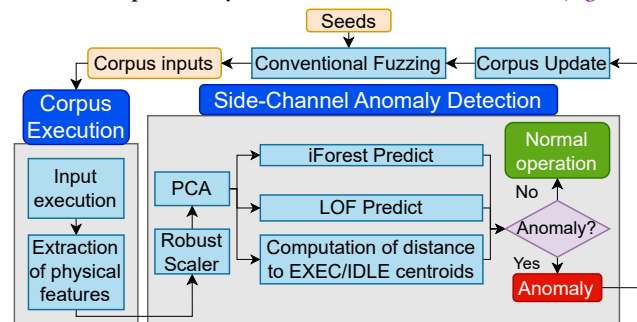 Seeds
Corpus inputs
Conventional Fuzzing
Corpus Update
Corpus
Execution
Side-Channel Anomaly Detection
Input
execution
Extraction
of physical
features
PCA
Robust
Scaler
iForest Predict
LOF Predict
Computation of distance
to EXEC/IDLE centroids
Normal
operation
No
Anomaly?
Yes
Anomaly